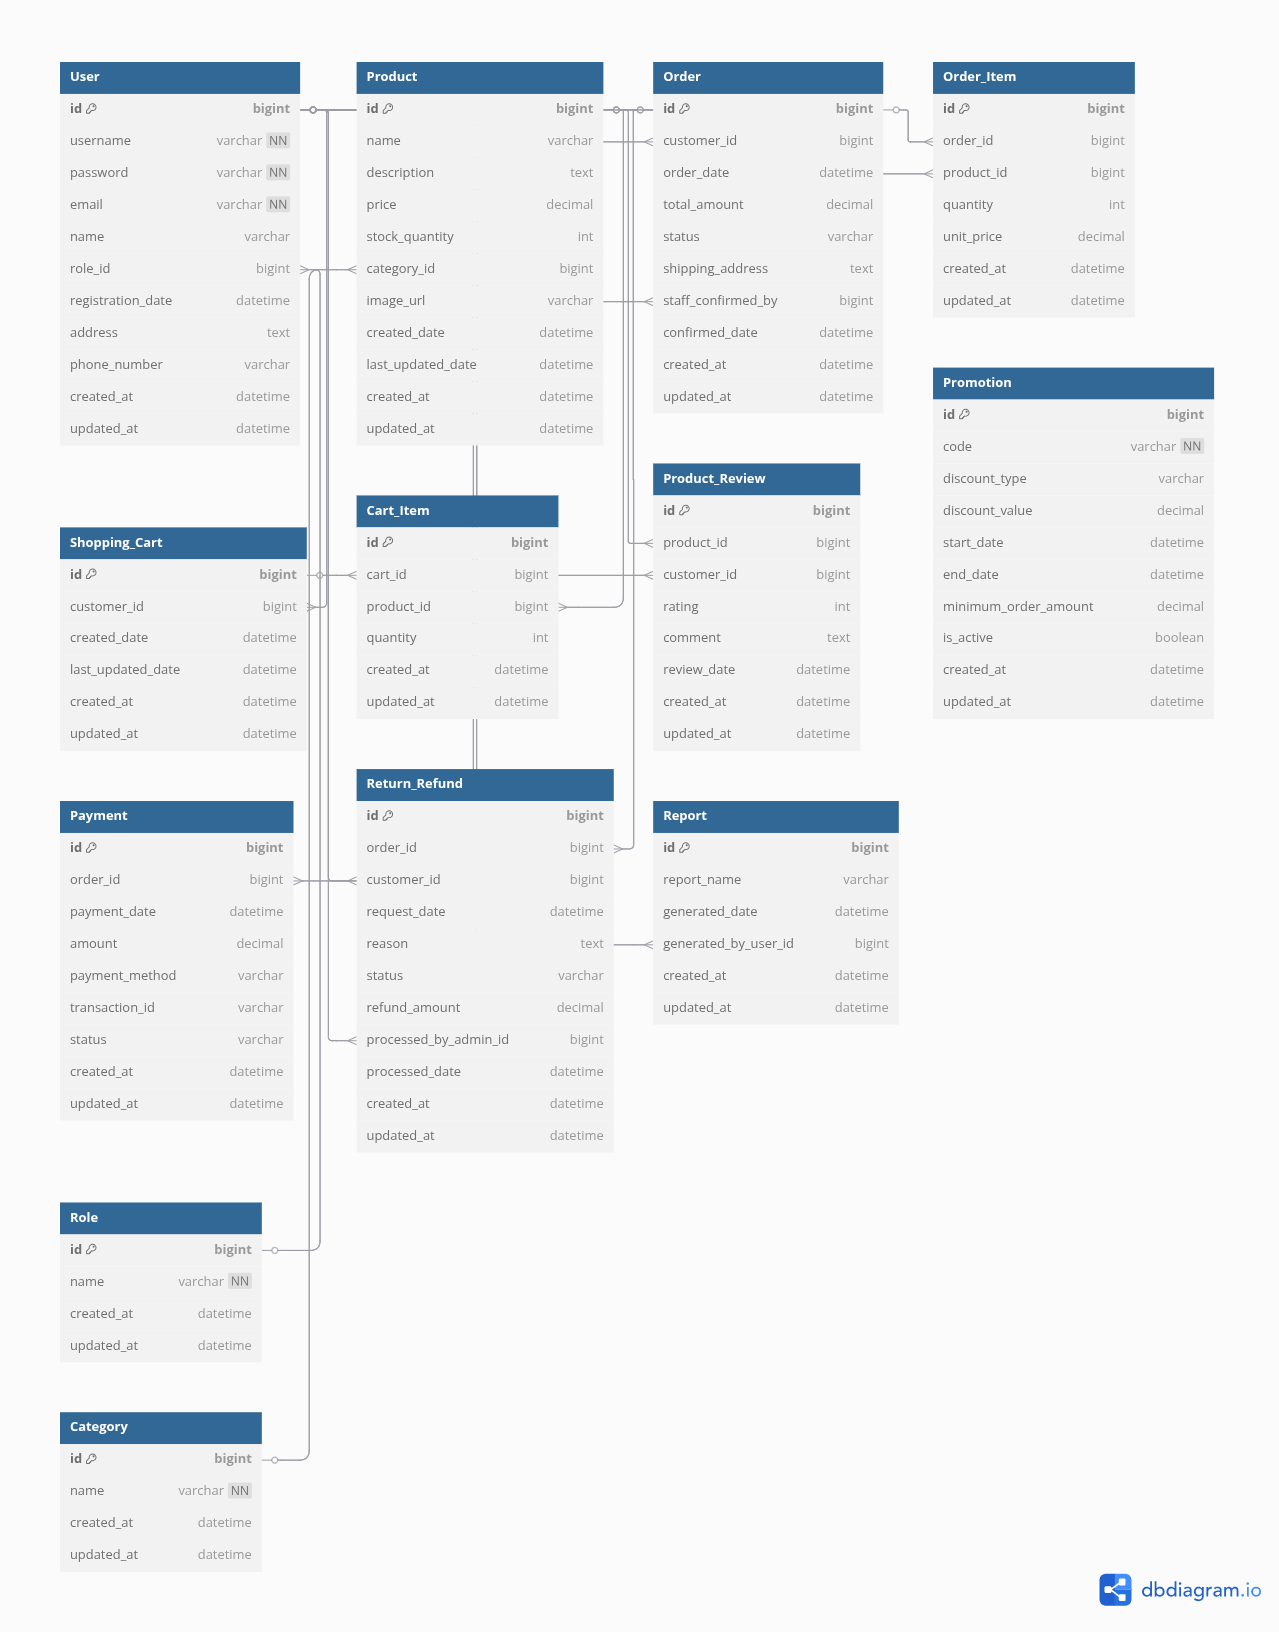 User
id bigint
username varchar NN
password varchar NN
email varchar NN
name varchar
role_id bigint
registration_date datetime
address text
phone_number varchar
created_at datetime
updated_at datetime
Product
id bigint
name varchar
description text
price decimal
stock_quantity int
category_id bigint
image_url varchar
created_date datetime
last_updated_date datetime
created_at datetime
updated_at datetime
Order
id bigint
customer_id bigint
order_date datetime
total_amount decimal
status varchar
shipping_address text
staff_confirmed_by bigint
confirmed_date datetime
created_at datetime
updated_at datetime
Order_Item
id bigint
order_id bigint
product_id bigint
quantity int
unit_price decimal
created_at datetime
updated_at datetime
Promotion
id bigint
code varchar NN
discount_type varchar
discount_value decimal
start_date datetime
end_date datetime
minimum_order_amount decimal
is_active boolean
created_at datetime
updated_at datetime
Shopping_Cart
id bigint
customer_id bigint
created_date datetime
last_updated_date datetime
created_at datetime
updated_at datetime
Cart_Item
id bigint
cart_id bigint
product_id bigint
quantity int
created_at datetime
updated_at datetime
Product_Review
id bigint
product_id bigint
customer_id bigint
rating int
comment text
review_date datetime
created_at datetime
updated_at datetime
Payment
id bigint
order_id bigint
payment_date datetime
amount decimal
payment_method varchar
transaction_id varchar
status varchar
created_at datetime
updated_at datetime
Return_Refund
id bigint
order_id bigint
customer_id bigint
request_date datetime
reason text
status varchar
refund_amount decimal
processed_by_admin_id bigint
processed_date datetime
created_at datetime
updated_at datetime
Report
id bigint
report_name varchar
generated_date datetime
generated_by_user_id bigint
created_at datetime
updated_at datetime
Role
id bigint
name varchar NN
created_at datetime
updated_at datetime
Category
id bigint
name varchar NN
created_at datetime
updated_at datetime
dbdiagram.io